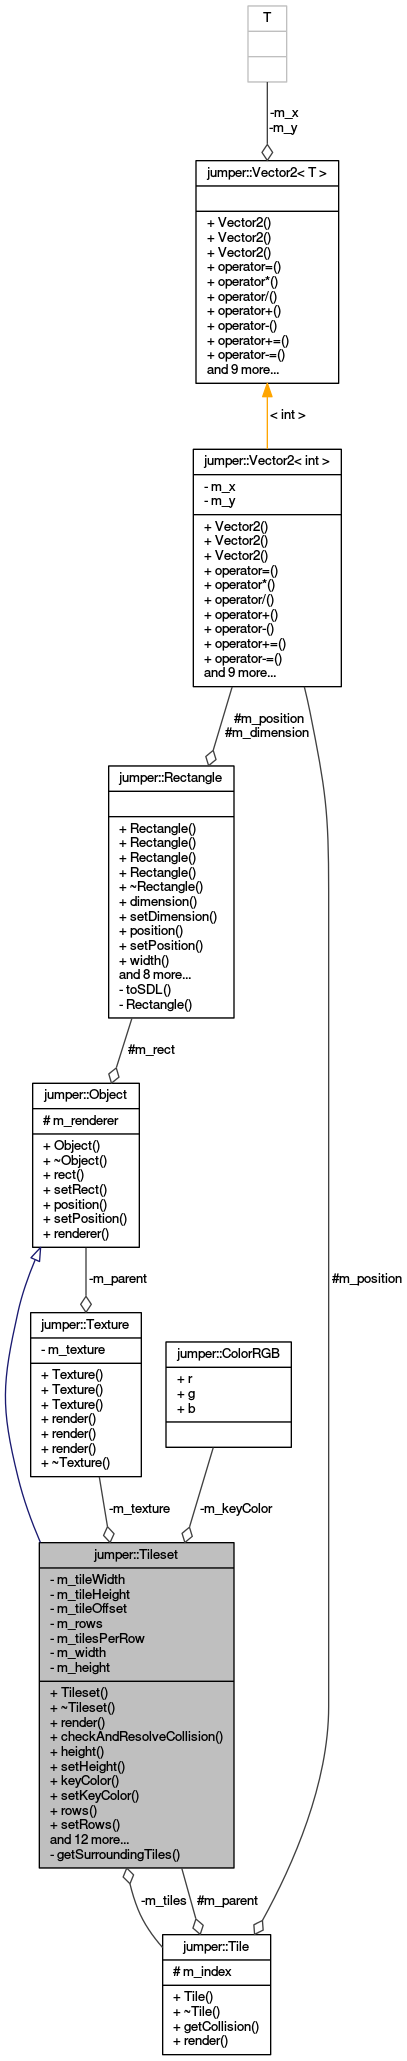 T
-m_x
-m_y
jumper::Vector2< T >
+ Vector2()
+ Vector2()
+ Vector2()
+ operator=()
+ operator*()
+ operator/()
+ operator+()
+ operator-()
+ operator+=()
+ operator-=()
and 9 more...
< int >
jumper::Vector2< int >
- m_x
- m_y
+ Vector2()
+ Vector2()
+ Vector2()
+ operator=()
+ operator*()
+ operator/()
+ operator+()
+ operator-()
+ operator+=()
+ operator-=()
and 9 more...
#m_position
#m_dimension
jumper::Rectangle
+ Rectangle()
+ Rectangle()
+ Rectangle()
+ Rectangle()
+ ~Rectangle()
+ dimension()
+ setDimension()
+ position()
+ setPosition()
+ width()
and 8 more...
- toSDL()
- Rectangle()
#m_rect
jumper::Object
# m_renderer
+ Object()
+ ~Object()
+ rect()
+ setRect()
+ position()
+ setPosition()
+ renderer()
-m_parent
#m_position
jumper::Texture
- m_texture
+ Texture()
+ Texture()
+ Texture()
+ render()
+ render()
+ render()
+ ~Texture()
jumper::ColorRGB
+ r
+ g
+ b
-m_texture
-m_keyColor
jumper::Tileset
- m_tileWidth
- m_tileHeight
- m_tileOffset
- m_rows
- m_tilesPerRow
- m_width
- m_height
+ Tileset()
+ ~Tileset()
+ render()
+ checkAndResolveCollision()
+ height()
+ setHeight()
+ keyColor()
+ setKeyColor()
+ rows()
+ setRows()
and 12 more...
- getSurroundingTiles()
-m_tiles
#m_parent
jumper::Tile
# m_index
+ Tile()
+ ~Tile()
+ getCollision()
+ render()